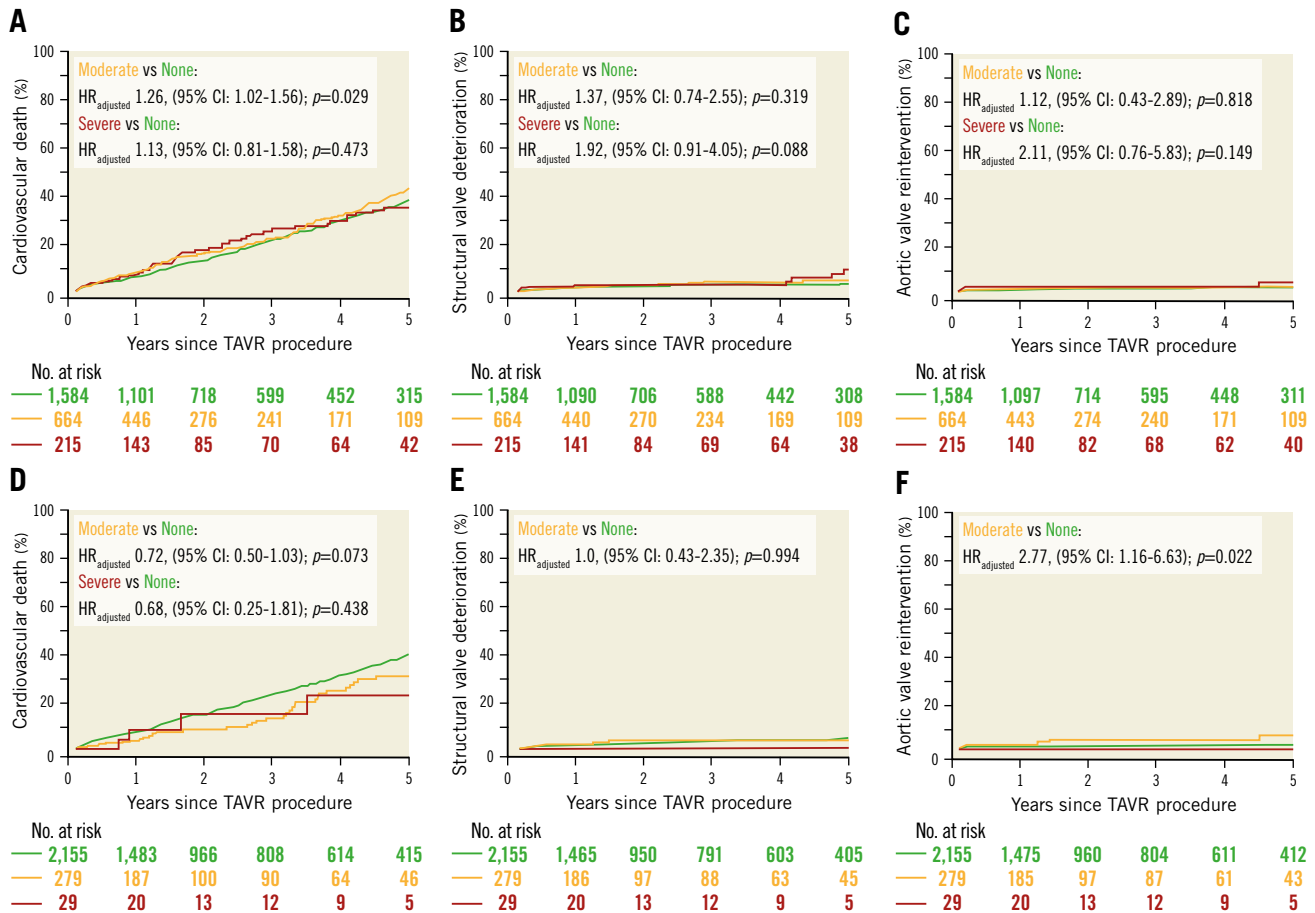 A
Cardiovascular death (%)
100
80
60
40
20
0
Moderate vs None:
HRadjusted 1.26, (95% CI: 1.02-1.56); p=0.029
Severe vs None:
HRadjusted 1.13, (95% CI: 0.81-1.58); p=0.473
0 1 2 3 4 5
Years since TAVR procedure
No. at risk
1,584 1,101 718 599 452 315
664 446 276 241 171 109
215 143 85 70 64 42
B
Structural valve deterioration (%)
100
80
60
40
20
0
Moderate vs None:
HRadjusted 1.37, (95% CI: 0.74-2.55); p=0.319
Severe vs None:
HRadjusted 1.92, (95% CI: 0.91-4.05); p=0.088
0 1 2 3 4 5
Years since TAVR procedure
1,584 1,090 706 588 442 308
664 440 270 234 169 109
215 141 84 69 64 38
No. at risk
C
Aortic valve reintervention (%)
100
80
60
40
20
0
Moderate vs None:
HRadjusted 1.12, (95% CI: 0.43-2.89); p=0.818
Severe vs None:
HRadjusted 2.11, (95% CI: 0.76-5.83); p=0.149
0 1 2 3 4 5
Years since TAVR procedure
No. at risk
1,584 1,097 714 595 448 311
664 443 274 240 171 109
215 140 82 68 62 40
D
Cardiovascular death (%)
100
80
60
40
20
0
Moderate vs None:
HRadjusted 0.72, (95% CI: 0.50-1.03); p=0.073
Severe vs None:
HRadjusted 0.68, (95% CI: 0.25-1.81); p=0.438
0 1 2 3 4 5
Years since TAVR procedure
No. at risk
2,155 1,483 966 808 614 415
279 187 100 90 64 46
29 20 13 12 9 5
E
Structural valve deterioration (%)
100
80
60
40
20
0
Moderate vs None:
HRadjusted 1.0, (95% CI: 0.43-2.35); p=0.994
0 1 2 3 4 5
Years since TAVR procedure
No. at risk
2,155 1,465 950 791 603 405
279 186 97 88 63 45
29 20 13 12 9 5
F
Aortic valve reintervention (%)
100
80
60
40
20
0
Moderate vs None:
HRadjusted 2.77, (95% CI: 1.16-6.63); p=0.022
0 1 2 3 4 5
Years since TAVR procedure
No. at risk
2,155 1,475 960 804 611 412
279 185 97 87 61 43
29 20 13 12 9 5